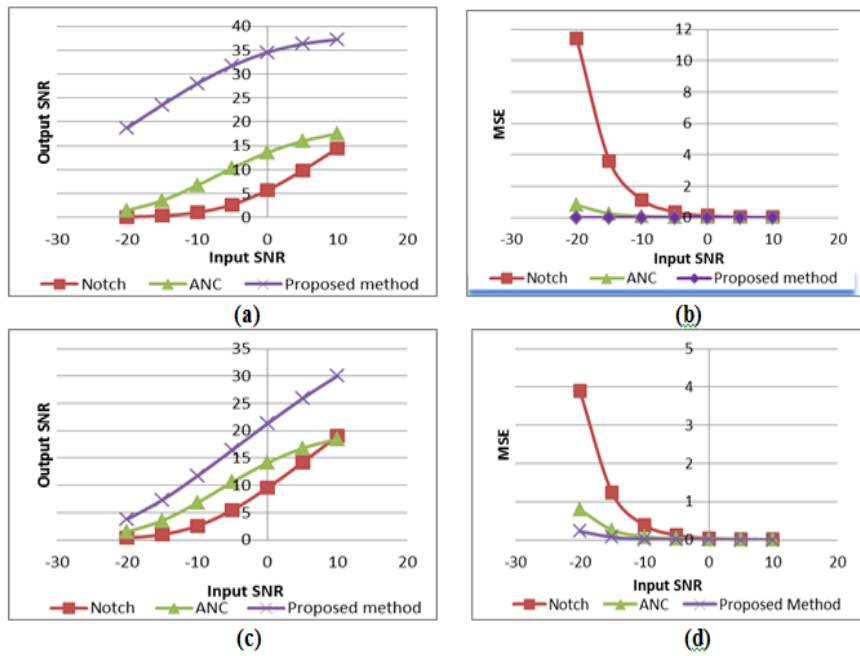 40
35
30
25
20
15
10
5
0
Output SNR
-30 -20 -10 0 10 20
Input SNR
Notch ANC Proposed method
(a)
12
10
8
6
4
2
0
MSE
-30 -20 -10 0 10 20
Input SNR
Notch ANC Proposed method
(b)
35
30
25
20
15
10
5
0
Output SNR
-30 -20 -10 0 10 20
Input SNR
Notch ANC Proposed method
(c)
5
4
3
2
1
0
MSE
-30 -20 -10 0 10 20
Input SNR
Notch ANC Proposed Method
(d)